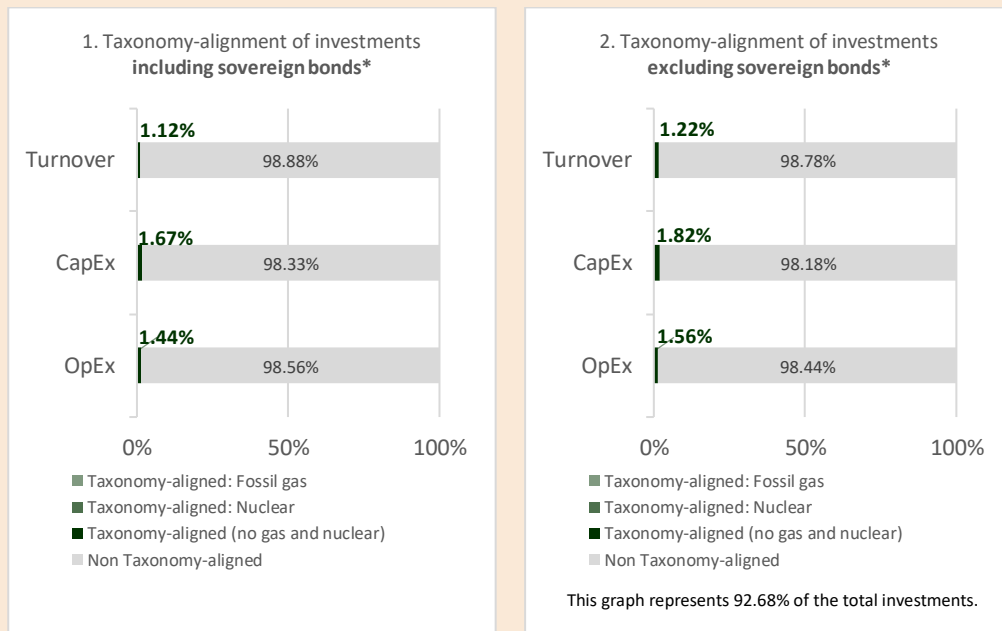 1. Taxonomy-alignment of investments
including sovereign bonds*
1.12%
Turnover
98.88%
1.67%
CapEx
98.33%
1.44%
OpEx
98.56%
0%
50%
100%
Taxonomy-aligned: Fossil gas
Taxonomy-aligned: Nuclear
Taxonomy-aligned (no gas and nuclear)
Non Taxonomy-aligned
2. Taxonomy-alignment of investments
excluding sovereign bonds*
1.22%
Turnover
98.78%
1.82%
CapEx
98.18%
1.56%
OpEx
98.44%
0%
50%
100%
Taxonomy-aligned: Fossil gas
Taxonomy-aligned: Nuclear
Taxonomy-aligned (no gas and nuclear)
Non Taxonomy-aligned
This graph represents 92.68% of the total investments.